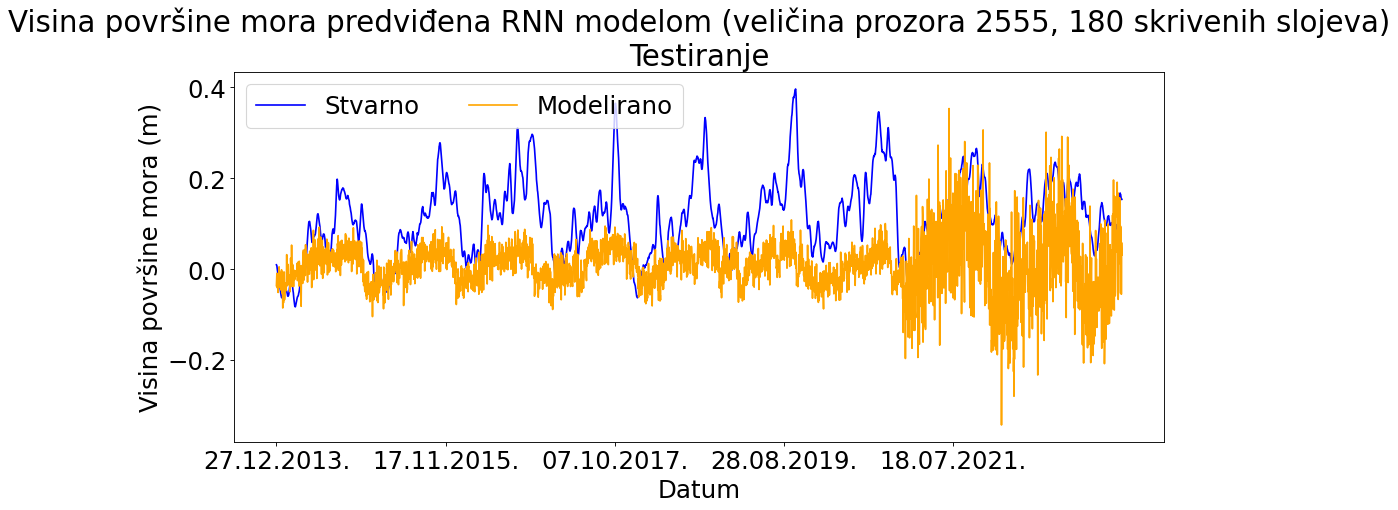 Visina površine mora predviđena RNN modelom (veličina prozora 2555, 180 skrivenih slojeva)
Testiranje
Stvarno Modelirano
Visina površine mora (m)
0.4
0.2
0.0
−0.2
27.12.2013. 17.11.2015. 07.10.2017. 28.08.2019. 18.07.2021.
Datum